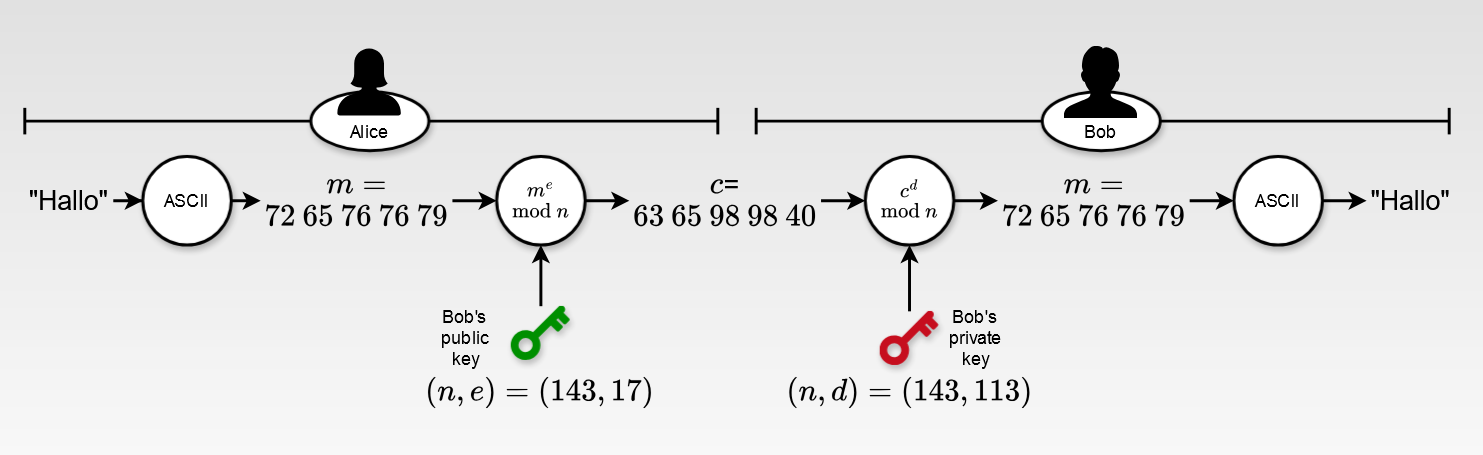 Alice
Bob
"Hallo"
ASCII
m =
72 65 76 76 79
m^e
mod n
c=
63 65 98 98 40
c^d
mod n
m =
72 65 76 76 79
ASCII
"Hallo"
Bob's
public
key
(n, e) = (143, 17)
Bob's
private
key
(n, d) = (143, 113)